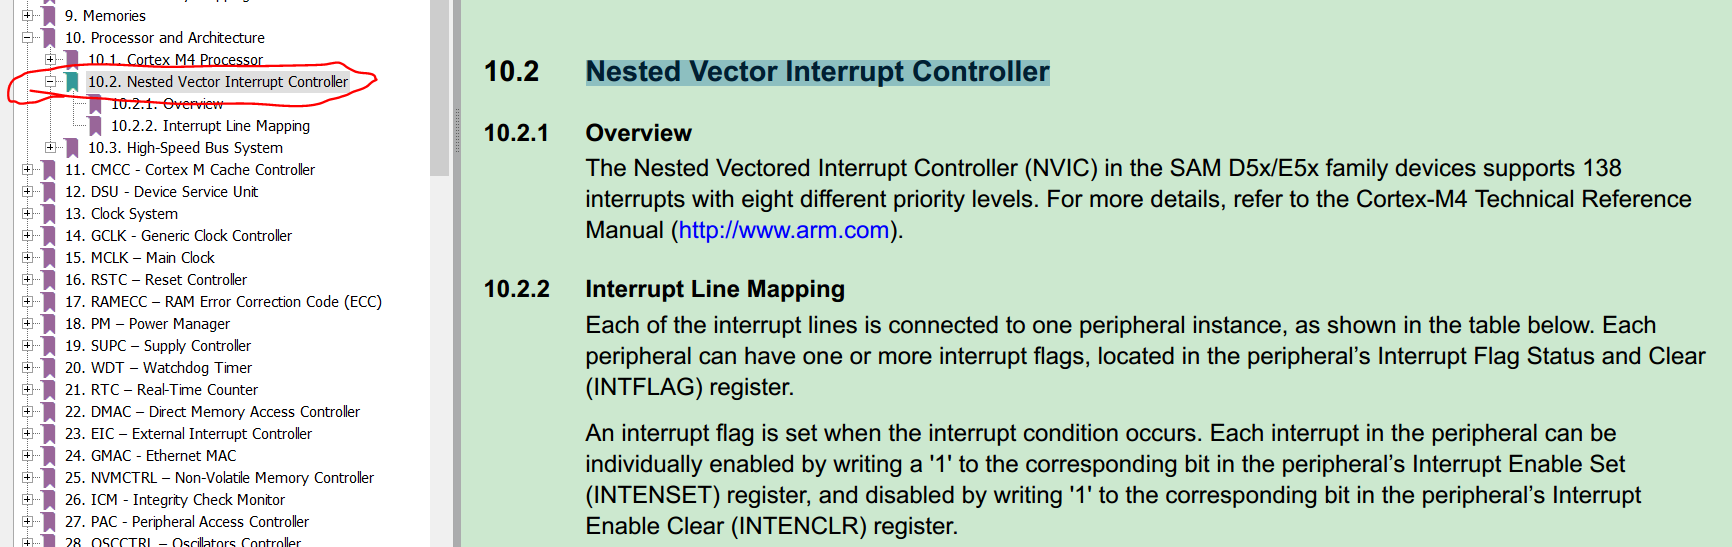 9. Memories
10. Processor and Architecture
10.1. Cortex M4 Processor
10.2. Nested Vector Interrupt Controller
10.2.1. Overview
10.2.2. Interrupt Line Mapping
10.3. High-Speed Bus System
11. CMCC - Cortex M Cache Controller
12. DSU - Device Service Unit
13. Clock System
14. GCLK - Generic Clock Controller
15. MCLK – Main Clock
16. RSTC – Reset Controller
17. RAMECC – RAM Error Correction Code (ECC)
18. PM – Power Manager
19. SUPC – Supply Controller
20. WDT – Watchdog Timer
21. RTC – Real-Time Counter
22. DMAC – Direct Memory Access Controller
23. EIC – External Interrupt Controller
24. GMAC - Ethernet MAC
25. NVMCTRL – Non-Volatile Memory Controller
26. ICM - Integrity Check Monitor
27. PAC - Peripheral Access Controller
28. OSCCTRL – Oscillators Controller
10.2 Nested Vector Interrupt Controller
10.2.1 Overview
The Nested Vectored Interrupt Controller (NVIC) in the SAM D5x/E5x family devices supports 138
interrupts with eight different priority levels. For more details, refer to the Cortex-M4 Technical Reference
Manual (http://www.arm.com).
10.2.2 Interrupt Line Mapping
Each of the interrupt lines is connected to one peripheral instance, as shown in the table below. Each
peripheral can have one or more interrupt flags, located in the peripheral’s Interrupt Flag Status and Clear
(INTFLAG) register.
An interrupt flag is set when the interrupt condition occurs. Each interrupt in the peripheral can be
individually enabled by writing a '1' to the corresponding bit in the peripheral’s Interrupt Enable Set
(INTENSET) register, and disabled by writing '1' to the corresponding bit in the peripheral’s Interrupt
Enable Clear (INTENCLR) register.